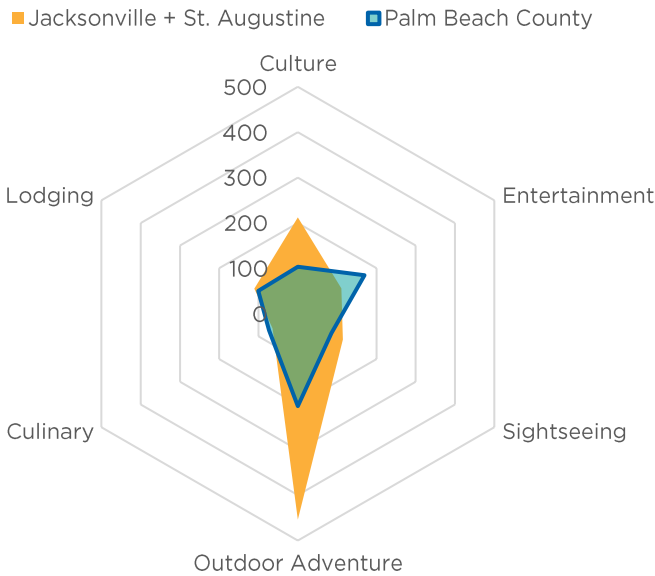 Jacksonville + St. Augustine Palm Beach County
Culture
500
400
300
Lodging Entertainment
200
100
0
Culinary Sightseeing
Outdoor Adventure